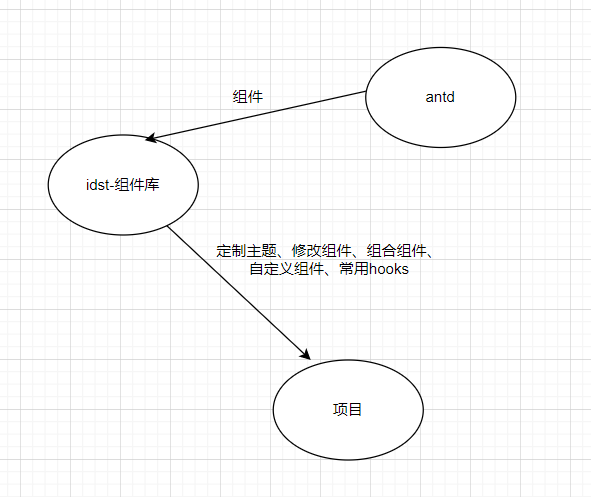 antd
组件
idst-组件库
定制主题、修改组件、组合组件、
自定义组件、常用hooks
项目